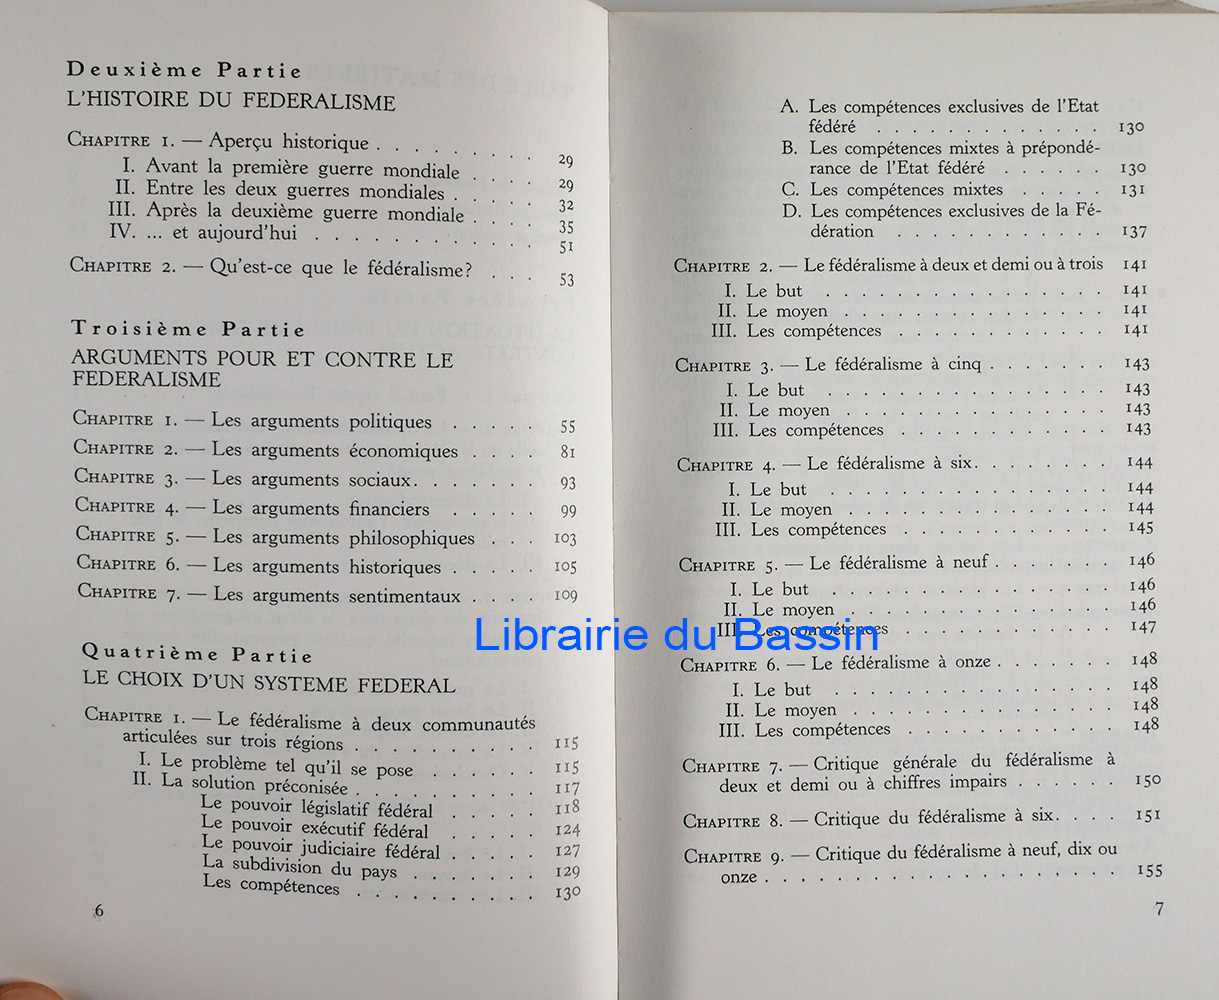 Deuxième Partie
L'HISTOIRE DU FEDERALISME
CHAPITRE 1. — Aperçu historique . . . . . . . . 29
I. Avant la première guerre mondiale . . . . 29
II. Entre les deux guerres mondiales . . . . . 32
III. Après la deuxième guerre mondiale . . . . 35
IV. ... et aujourd'hui . . . . . . . . . . . 51
CHAPITRE 2. — Qu'est-ce que le fédéralisme? . . . 53
Troisième Partie
ARGUMENTS POUR ET CONTRE LE
FEDERALISME
CHAPITRE 1. — Les arguments politiques . . . . . 55
CHAPITRE 2. — Les arguments économiques . . . . 81
CHAPITRE 3. — Les arguments sociaux. . . . . . . 93
CHAPITRE 4. — Les arguments financiers . . . . . 99
CHAPITRE 5. — Les arguments philosophiques . . . 103
CHAPITRE 6. — Les arguments historiques . . . . . 105
CHAPITRE 7. — Les arguments sentimentaux . . . . 109
Quatrième Partie
LE CHOIX D'UN SYSTEME FEDERAL
CHAPITRE 1. — Le fédéralisme à deux communautés
articulées sur trois régions . . . . . . . . . . 115
I. Le problème tel qu'il se pose . . . . . . 115
II. La solution préconisée . . . . . . . . . . 117
Le pouvoir législatif fédéral . . . . . 118
Le pouvoir exécutif fédéral . . . . . 124
Le pouvoir judiciaire fédéral . . . . . 127
La subdivision du pays . . . . . . . 129
Les compétences . . . . . . . . . . 130
6
A. Les compétences exclusives de l'Etat
fédéré . . . . . . . . . . . . . 130
B. Les compétences mixtes à prépondé-
rance de l'Etat fédéré . . . . . . 130
C. Les compétences mixtes . . . . . 131
D. Les compétences exclusives de la Fé-
dération . . . . . . . . . . . . 137
CHAPITRE 2. — Le fédéralisme à deux et demi ou à trois 141
I. Le but . . . . . . . . . . . . . . . 141
II. Le moyen . . . . . . . . . . . . . . 141
III. Les compétences . . . . . . . . . . . 141
CHAPITRE 3. — Le fédéralisme à cinq . . . . . . . 143
I. Le but . . . . . . . . . . . . . . . 143
II. Le moyen . . . . . . . . . . . . . . 143
III. Les compétences . . . . . . . . . . . 143
CHAPITRE 4. — Le fédéralisme à six. . . . . . . . 144
I. Le but . . . . . . . . . . . . . . . 144
II. Le moyen . . . . . . . . . . . . . . 144
III. Les compétences . . . . . . . . . . . 145
CHAPITRE 5. — Le fédéralisme à neuf . . . . . . . 146
I. Le but . . . . . . . . . . . . . . . 146
II. Le moyen . . . . . . . . . . . . . . 146
III. Les compétences . . . . . . . . . . . 147
Librairie du Bassin
CHAPITRE 6. — Le fédéralisme à onze . . . . . . . 148
I. Le but . . . . . . . . . . . . . . . 148
II. Le moyen . . . . . . . . . . . . . . 148
III. Les compétences . . . . . . . . . . . 148
CHAPITRE 7. — Critique générale du fédéralisme à
deux et demi ou à chiffres impairs . . . . . . 150
CHAPITRE 8. — Critique du fédéralisme à six. . . . 151
CHAPITRE 9. — Critique du fédéralisme à neuf, dix ou
onze . . . . . . . . . . . . . . . . . . . 155
7